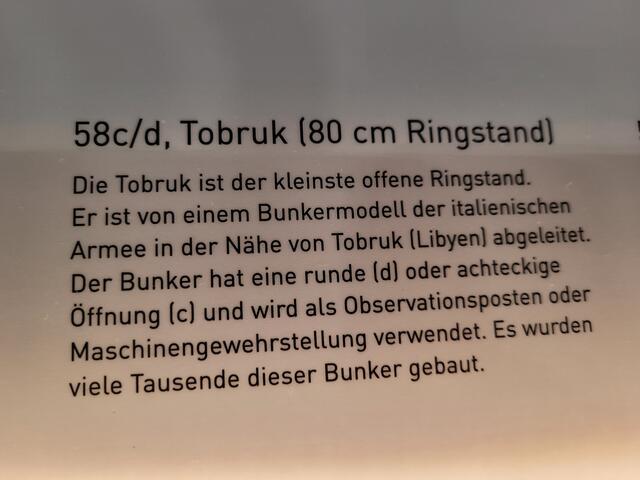 58c/d, Tobruk (80 cm Ringstand)
Die Tobruk ist der kleinste offene Ringstand.
Er ist von einem Bunkermodell der italienischen
Armee in der Nähe von Tobruk (Libyen) abgeleitet.
Der Bunker hat eine runde (d) oder achteckige
Öffnung (c) und wird als Observationsposten oder
Maschinengewehrstellung verwendet. Es wurden
viele Tausende dieser Bunker gebaut.